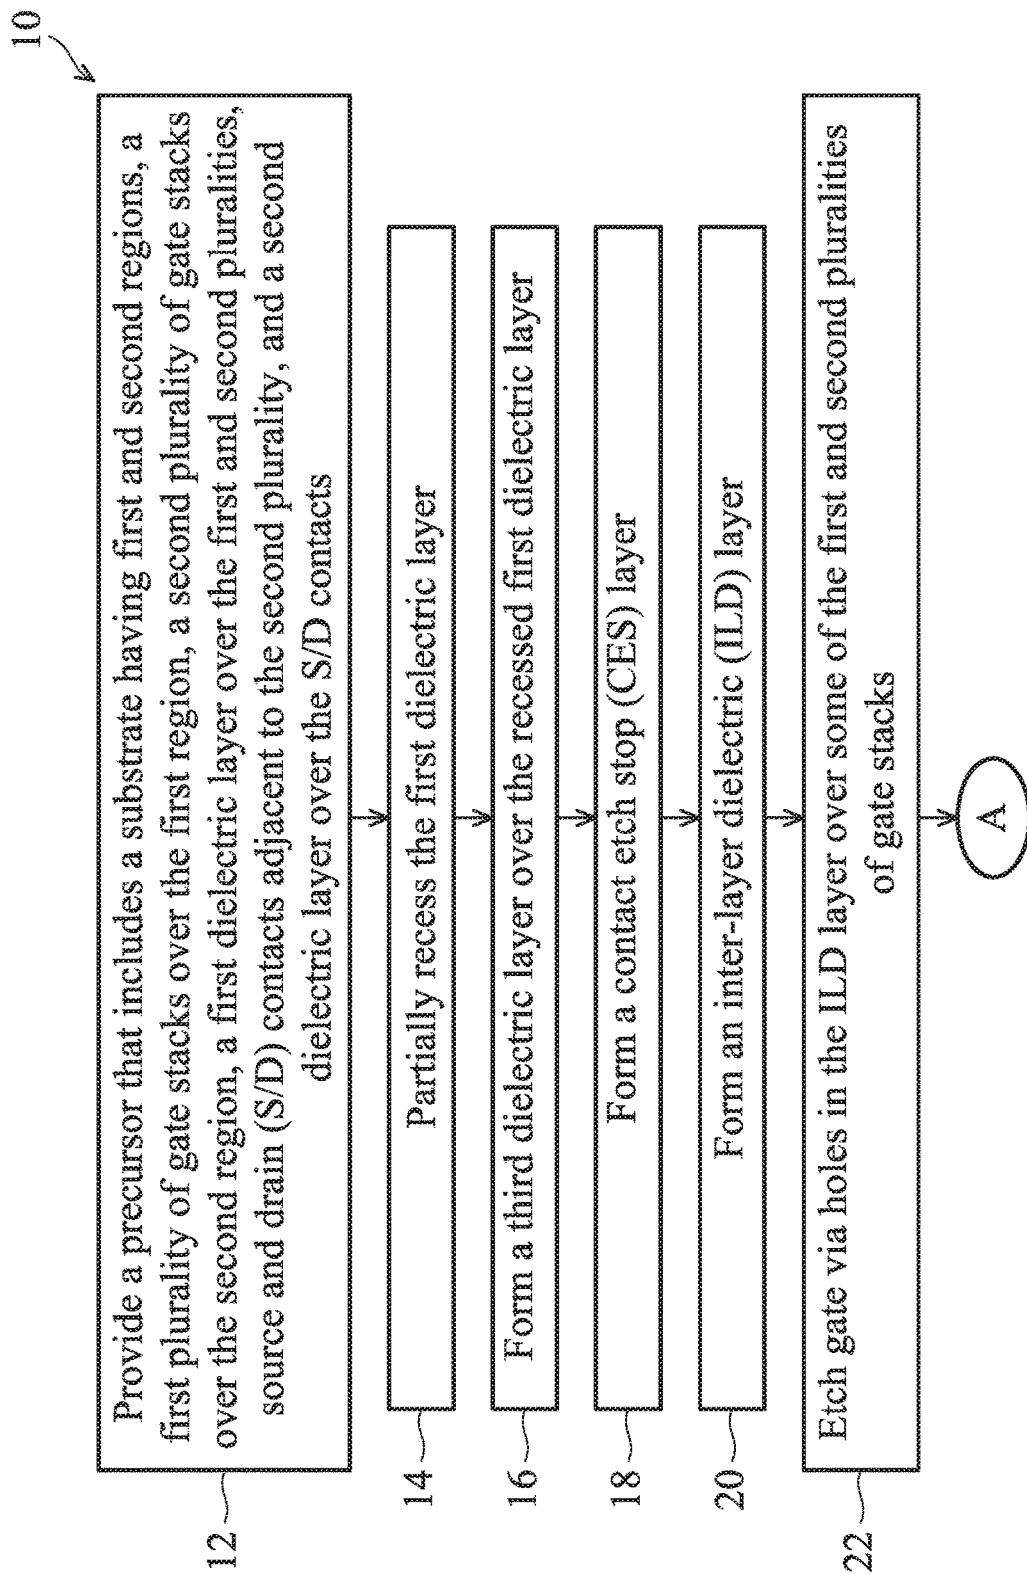 10
12
Provide a precursor that includes a substrate having first and second regions, a
first plurality of gate stacks over the first region, a second plurality of gate stacks
over the second region, a first dielectric layer over the first and second pluralities,
source and drain (S/D) contacts adjacent to the second plurality, and a second
dielectric layer over the S/D contacts
14
Partially recess the first dielectric layer
16
Form a third dielectric layer over the recessed first dielectric layer
18
Form a contact etch stop (CES) layer
20
Form an inter-layer dielectric (ILD) layer
22
Etch gate via holes in the ILD layer over some of the first and second pluralities
of gate stacks
A